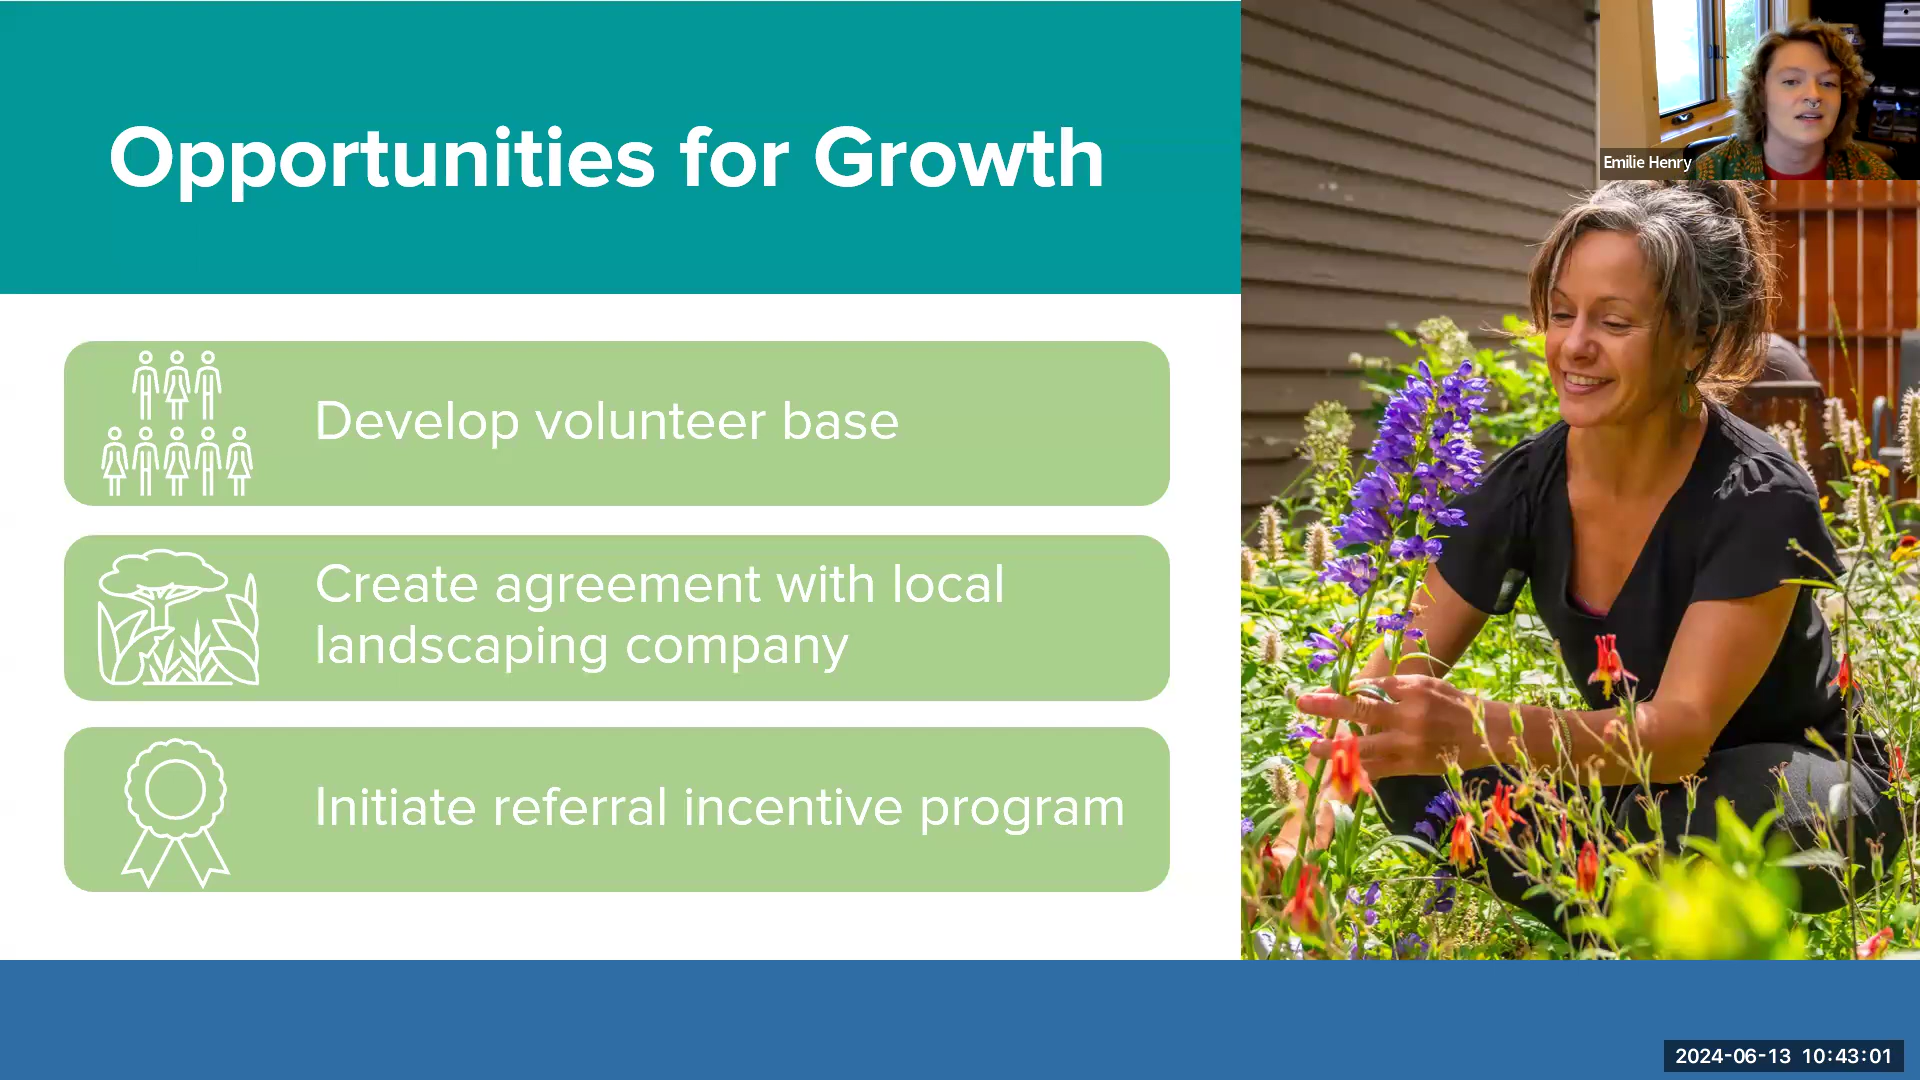 Opportunities for Growth
Emilie Henry
Develop volunteer base
Create agreement with local
landscaping company
Initiate referral incentive program
2024-06-13 10:43:01